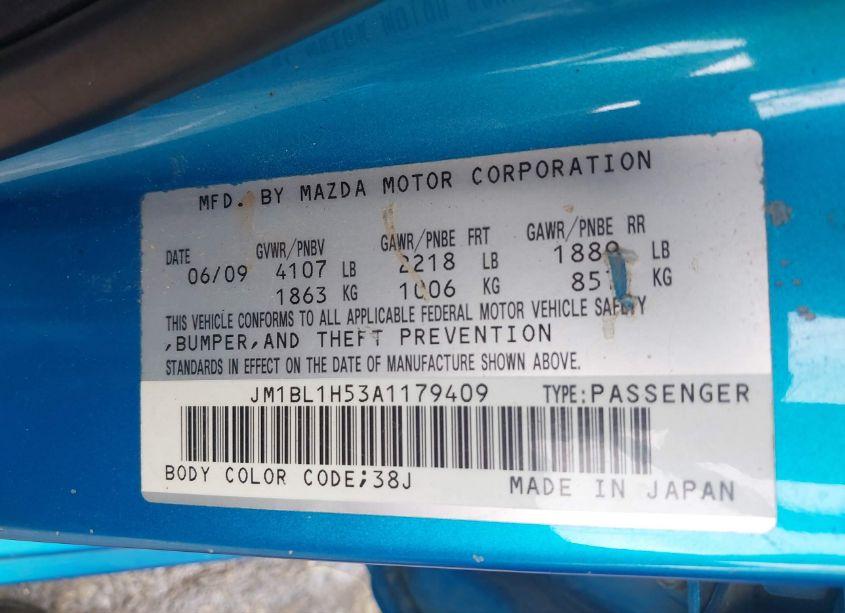 MFD. BY MAZDA MOTOR CORPORATION
DATE GVWR/PNBV GAWR/PNBE FRT GAWR/PNBE RR
06/09 4107 LB 2218 LB 1889 LB
1863 KG 1006 KG KG
THIS VEHICLE CONFORMS TO ALL APPLICABLE FEDERAL MOTOR VEHICLE SAFETY
,BUMPER,AND THEFT PREVENTION
STANDARDS IN EFFECT ON THE DATE OF MANUFACTURE SHOWN ABOVE.
JM1BL1H53A1179409 TYPE:PASSENGER
BODY COLOR CODE;38J
MADE IN JAPAN